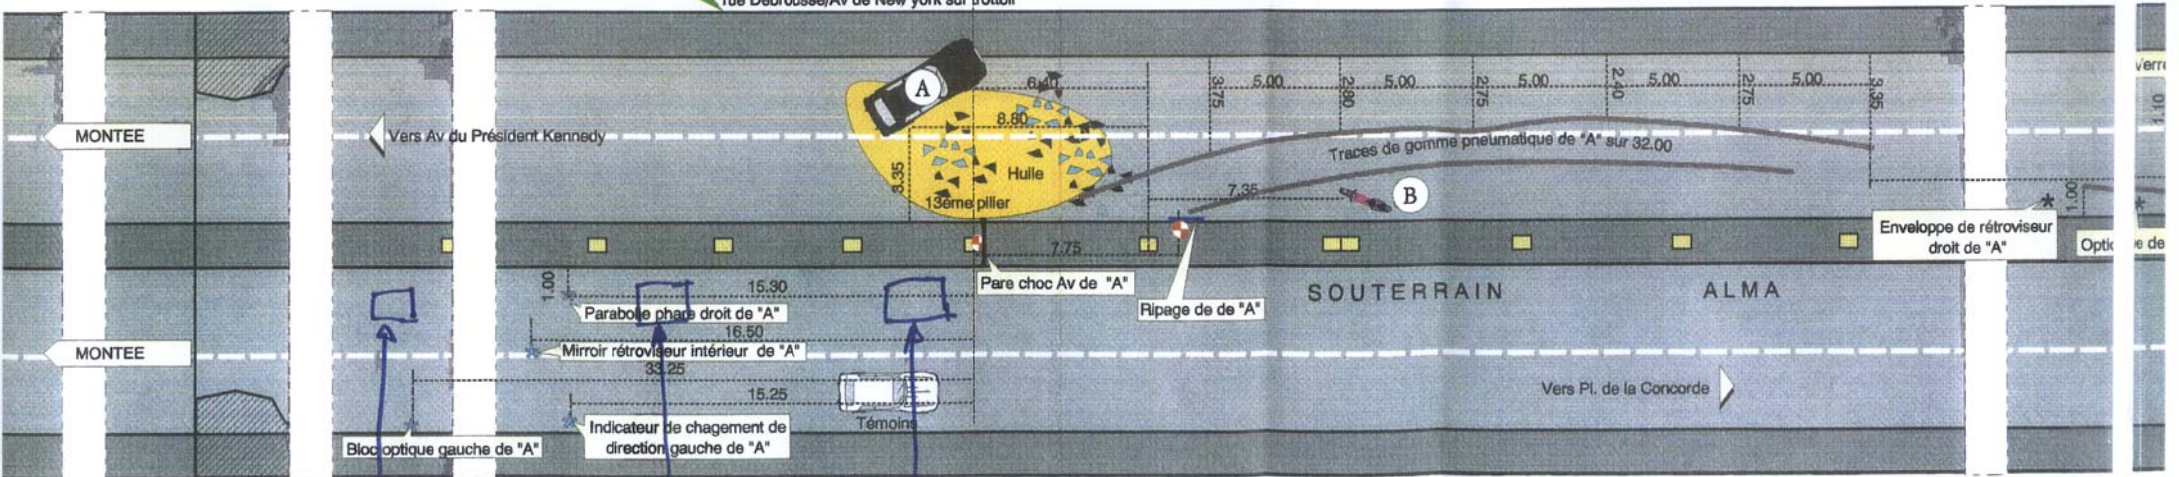 rue Debrousse/Av de New york sur trottoir
MONTEE
Vers Av du Président Kennedy
A
6.40
8.80
8.35
Huile
13ème pilier
3.75
5.00
2.80
5.00
2.75
5.00
2.40
5.00
2.75
5.00
3.35
Traces de gomme pneumatique de "A" sur 32.00
7.35
B
Verre
1.10
1.00
Enveloppe de rétroviseur
droit de "A"
Optique de
7.75
Pare choc Av de "A"
Ripage de de "A"
SOUTERRAIN ALMA
1.00
15.30
Parabole phare droit de "A"
16.50
MONTEE
Mirroir rétroviseur intérieur de "A"
33.25
15.25
Témoins
Vers Pl. de la Concorde
Bloc optique gauche de "A"
Indicateur de chagement de
direction gauche de "A"